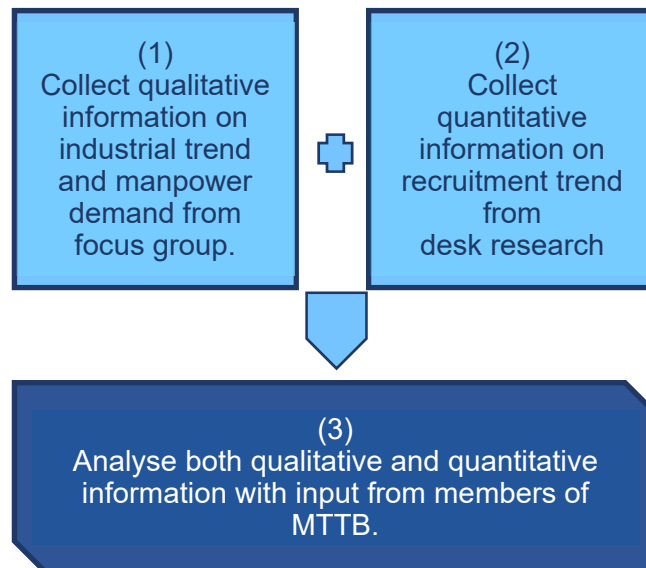 (1)
Collect qualitative
information on
industrial trend
and manpower
demand from
focus group.
(2)
Collect
quantitative
information on
recruitment trend
from
desk research
(3)
Analyse both qualitative and quantitative
information with input from members of
MTTB.